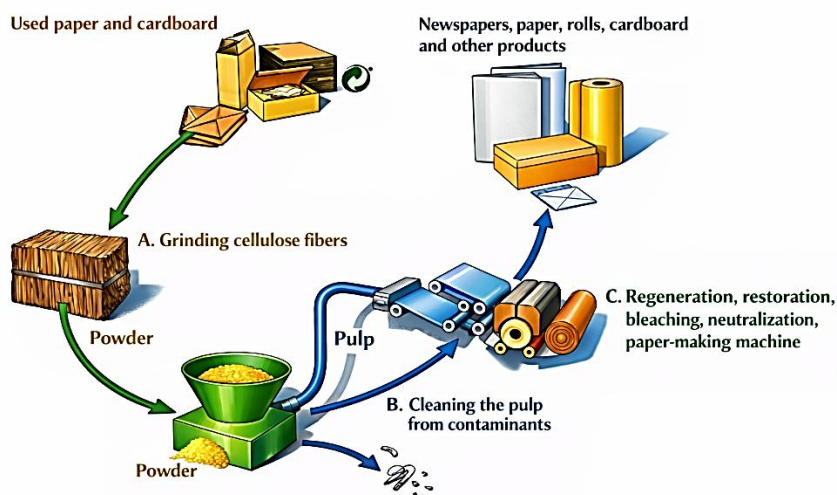 Used paper and cardboard
Newspapers, paper, rolls, cardboard
and other products
A. Grinding cellulose fibers
Powder
Pulp
C. Regeneration, restoration,
bleaching, neutralization,
paper-making machine
B. Cleaning the pulp
from contaminants
Powder